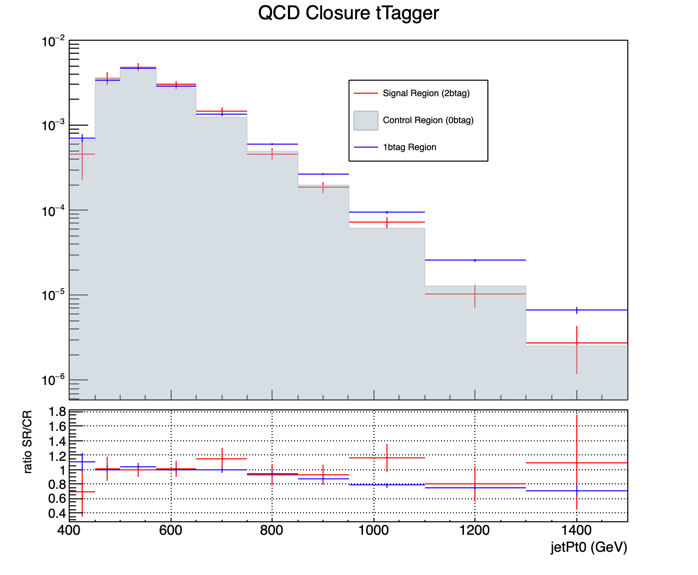 QCD Closure tTagger
10−2
10−3
10−4
10−5
10−6
Signal Region (2btag)
Control Region (0btag)
1btag Region
ratio SR/CR
1.8
1.6
1.4
1.2
1
0.8
0.6
0.4
400 600 800 1000 1200 1400
jetPt0 (GeV)